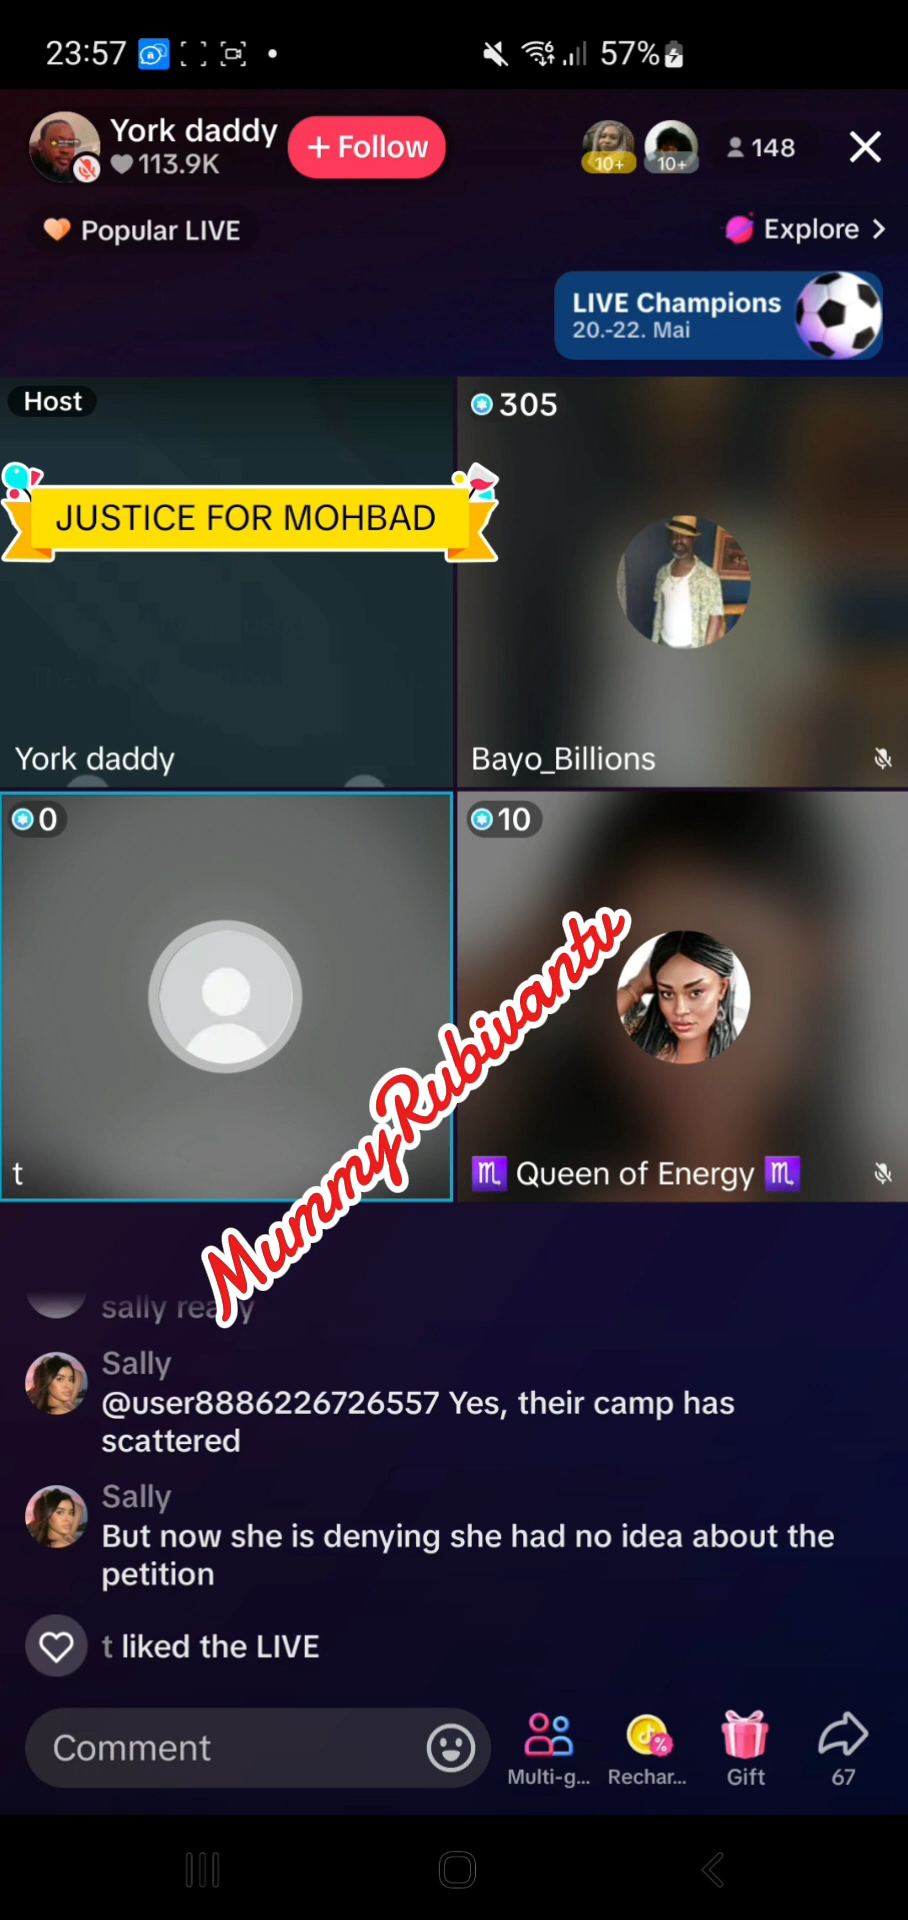 23:57
57%
York daddy
113.9K
+ Follow
10+
10+
148
Popular LIVE
Explore >
LIVE Champions
20.-22. Mai
Host
305
JUSTICE FOR MOHBAD
York daddy
Bayo_Billions
0
10
MummyRubivantv
t
♏ Queen of Energy ♏
sally really
Sally
@user8886226726557 Yes, their camp has
scattered
Sally
But now she is denying she had no idea about the
petition
t liked the LIVE
Comment
Multi-g...
Rechar...
Gift
67